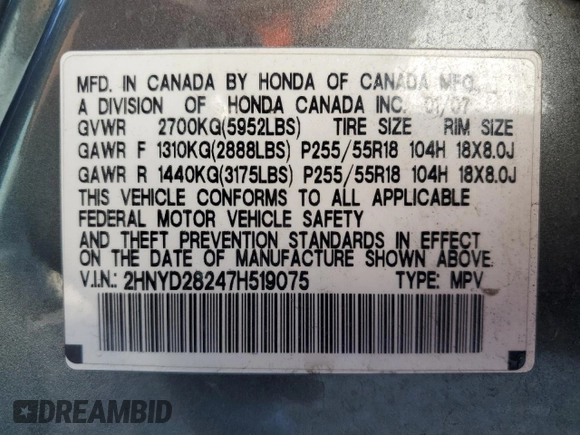 MFD. IN CANADA BY HONDA OF CANADA MFG.,
A DIVISION OF HONDA CANADA INC. 01/07
GVWR 2700KG(5952LBS) TIRE SIZE RIM SIZE
GAWR F 1310KG(2888LBS) P255/55R18 104H 18X8.0J
GAWR R 1440KG(3175LBS) P255/55R18 104H 18X8.0J
THIS VEHICLE CONFORMS TO ALL APPLICABLE
FEDERAL MOTOR VEHICLE SAFETY
AND THEFT PREVENTION STANDARDS IN EFFECT
ON THE DATE OF MANUFACTURE SHOWN ABOVE.
V.I.N.: 2HNYD28247H519075 TYPE: MPV
DREAMBID